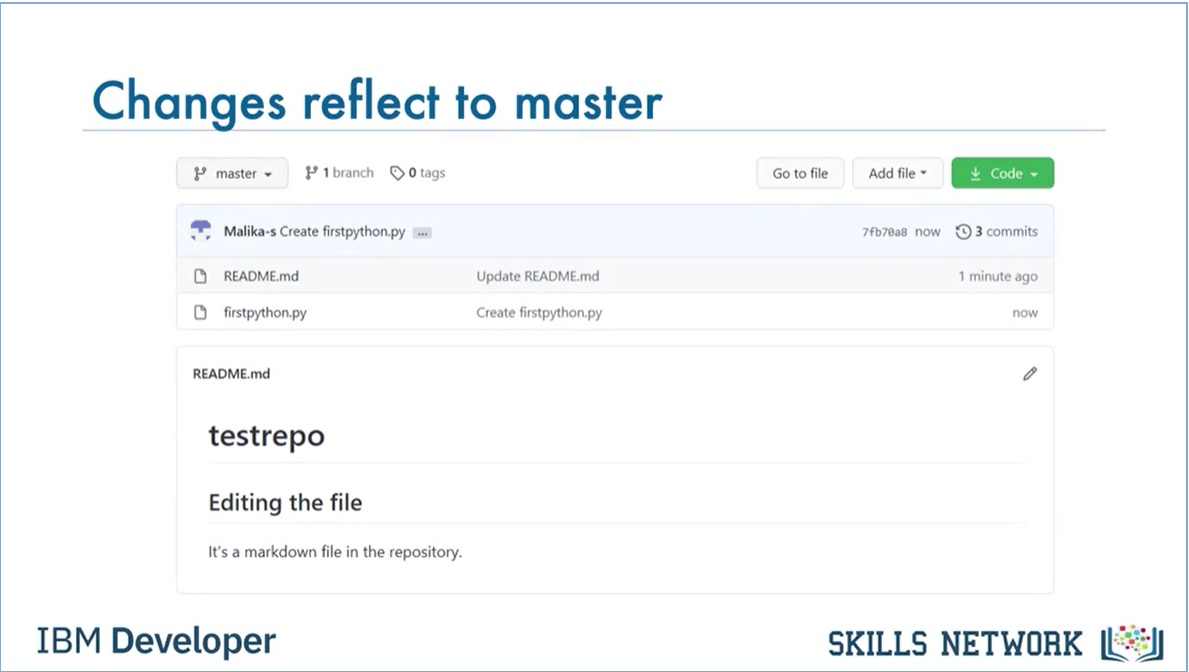 Changes reflect to master
master 1 branch 0 tags Go to file Add file Code
Malika-s Create firstpython.py ... 7fb70a8 now 3 commits
README.md Update README.md 1 minute ago
firstpython.py Create firstpython.py now
README.md
testrepo
Editing the file
It's a markdown file in the repository.
IBM Developer SKILLS NETWORK